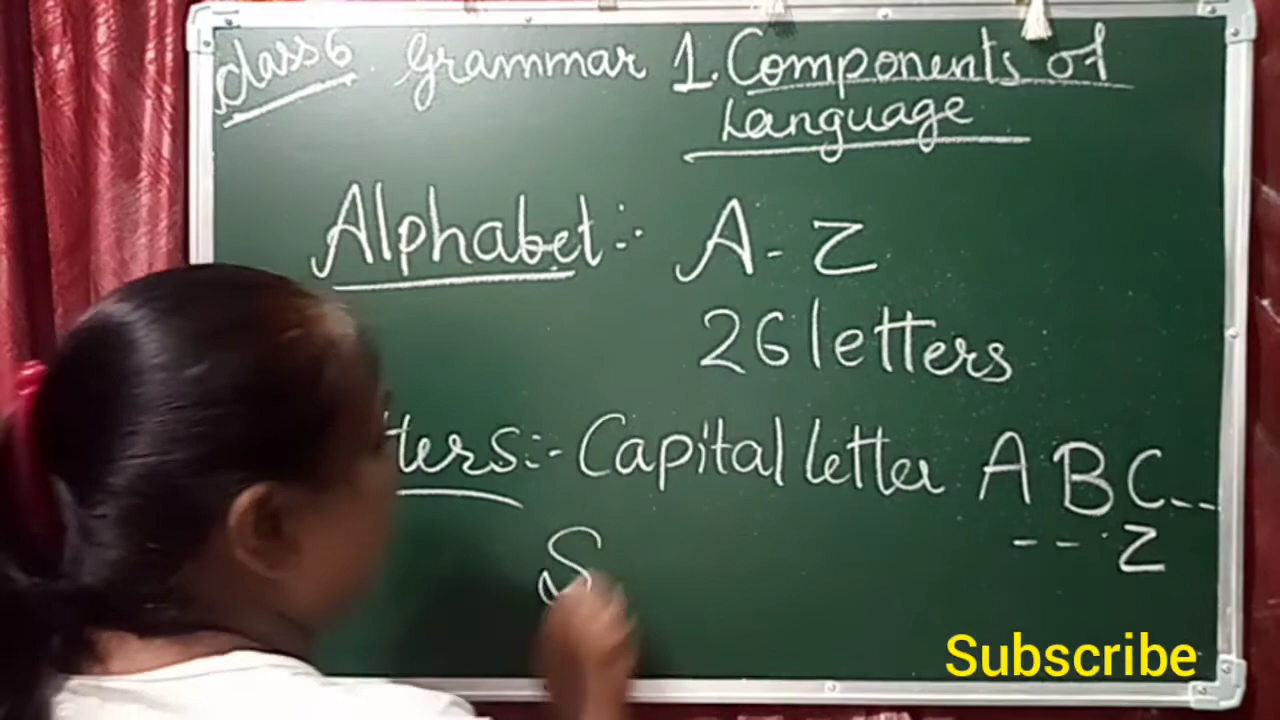 Class 6. Grammar 1. Components of
Language
Alphabet:- A - Z
26 letters
tters:- Capital letter A B C - -
- - - Z
S
Subscribe